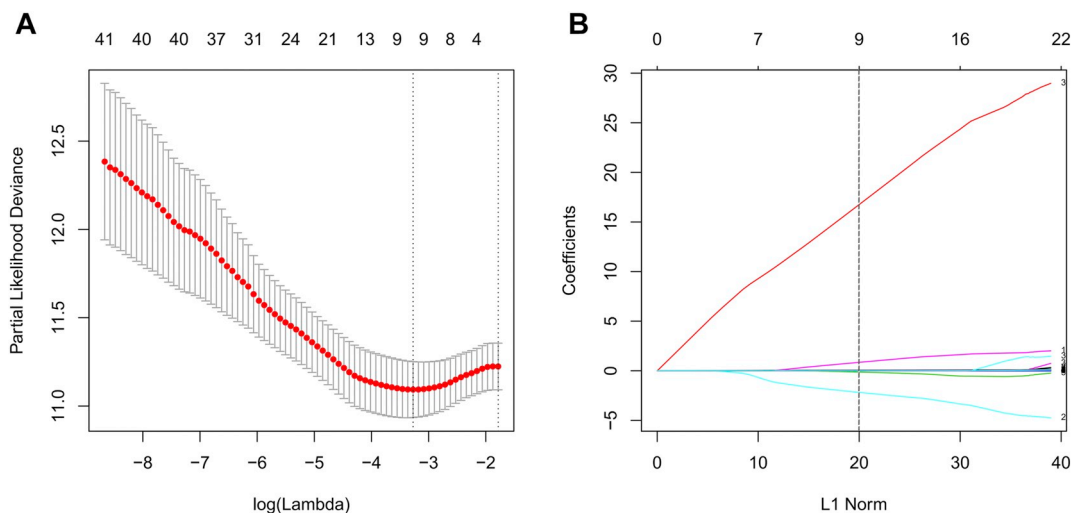 A
41 40 40 37 31 24 21 13 9 9 8 4
Partial Likelihood Deviance
12.5
12.0
11.5
11.0
−8 −7 −6 −5 −4 −3 −2
log(Lambda)
B
0 7 9 16 22
Coefficients
30
25
20
15
10
5
0
−5
3
2
0 10 20 30 40
L1 Norm